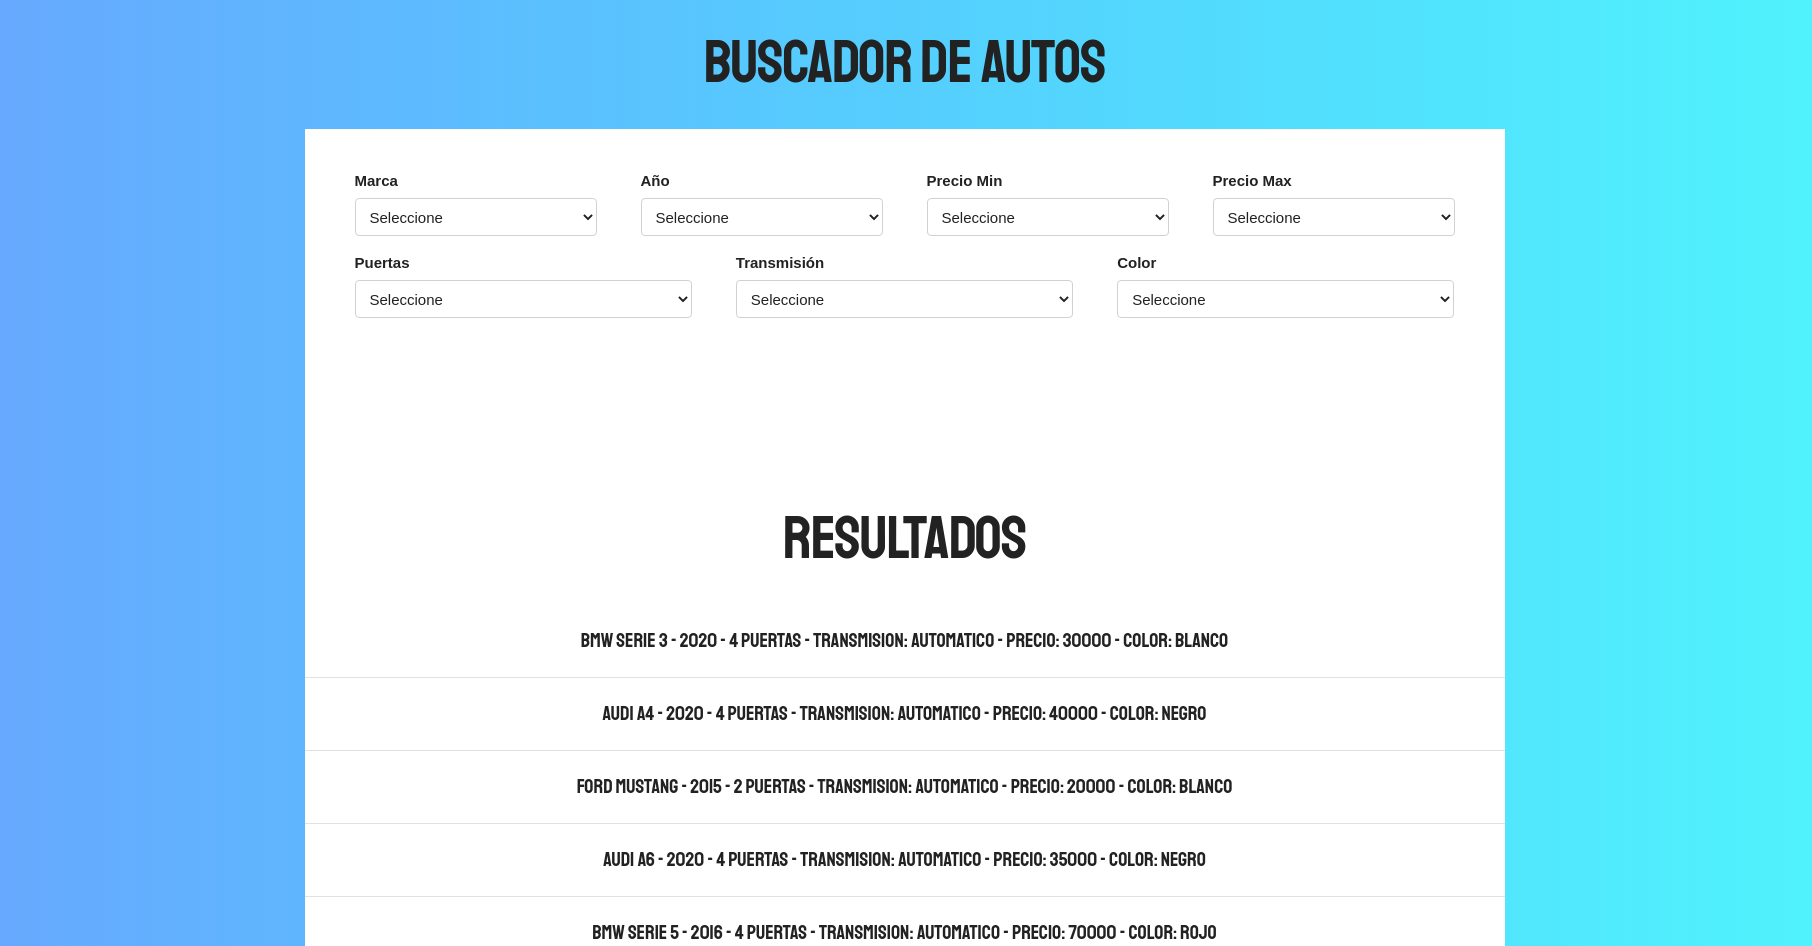 BUSCADOR DE AUTOS
Marca Año Precio Min Precio Max
Seleccione Seleccione Seleccione Seleccione
Puertas Transmisión Color
Seleccione Seleccione Seleccione
RESULTADOS
BMW SERIE 3 - 2020 - 4 PUERTAS - TRANSMISION: AUTOMATICO - PRECIO: 30000 - COLOR: BLANCO
AUDI A4 - 2020 - 4 PUERTAS - TRANSMISION: AUTOMATICO - PRECIO: 40000 - COLOR: NEGRO
FORD MUSTANG - 2015 - 2 PUERTAS - TRANSMISION: AUTOMATICO - PRECIO: 20000 - COLOR: BLANCO
AUDI A6 - 2020 - 4 PUERTAS - TRANSMISION: AUTOMATICO - PRECIO: 35000 - COLOR: NEGRO
BMW SERIE 5 - 2016 - 4 PUERTAS - TRANSMISION: AUTOMATICO - PRECIO: 70000 - COLOR: ROJO